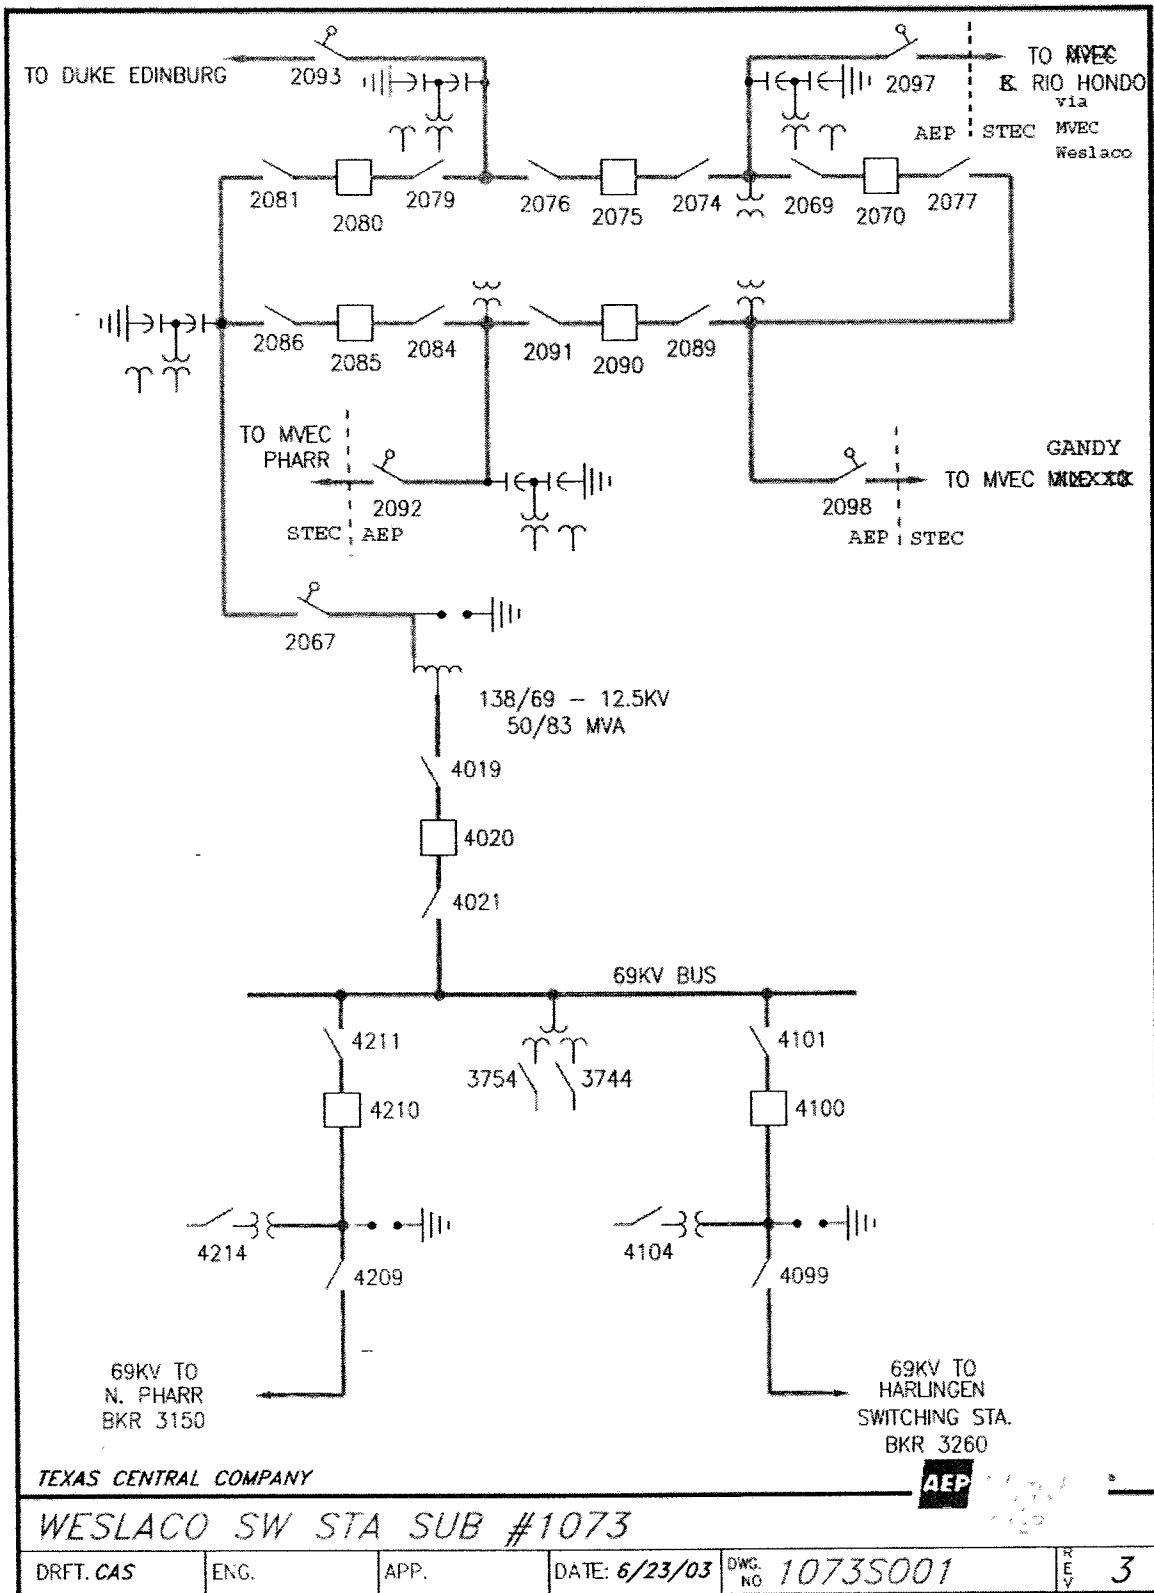 TO DUKE EDINBURG
2093
2097
TO
& RIO HONDO
via
MVEC
Weslaco
AEP STEC
2081
2080
2079
2076
2075
2074
2069
2070
2077
2086
2085
2084
2091
2090
2089
TO MVEC
PHARR
2092
STEC AEP
2098
GANDY
TO MVEC
AEP STEC
2067
138/69 – 12.5KV
50/83 MVA
4019
4020
4021
69KV BUS
4211
3754
3744
4101
4210
4100
4214
4209
4104
4099
69KV TO
N. PHARR
BKR 3150
69KV TO
HARLINGEN
SWITCHING STA.
BKR 3260
TEXAS CENTRAL COMPANY
AEP
WESLACO SW STA SUB #1073
DRFT. CAS
ENG.
APP.
DATE: 6/23/03
DWG. NO 1073S001
REV 3